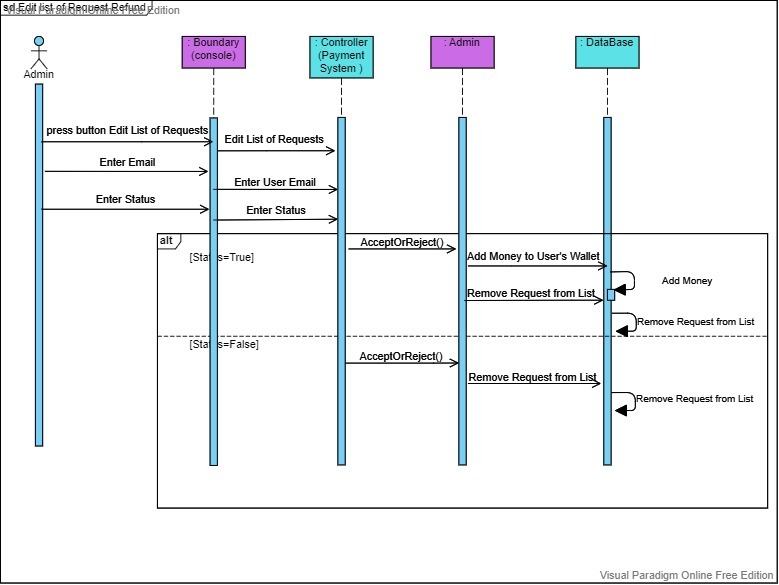 sd Edit list of Request Refund
Visual Paradigm Online Free Edition
Admin
: Boundary
(console)
: Controller
(Payment
System )
: Admin
: DataBase
press button Edit List of Requests
Edit List of Requests
Enter Email
Enter User Email
Enter Status
Enter Status
alt
AcceptOrReject()
[Status=True]
Add Money to User's Wallet
Add Money
Remove Request from List
Remove Request from List
[Status=False]
AcceptOrReject()
Remove Request from List
Remove Request from List
Visual Paradigm Online Free Edition